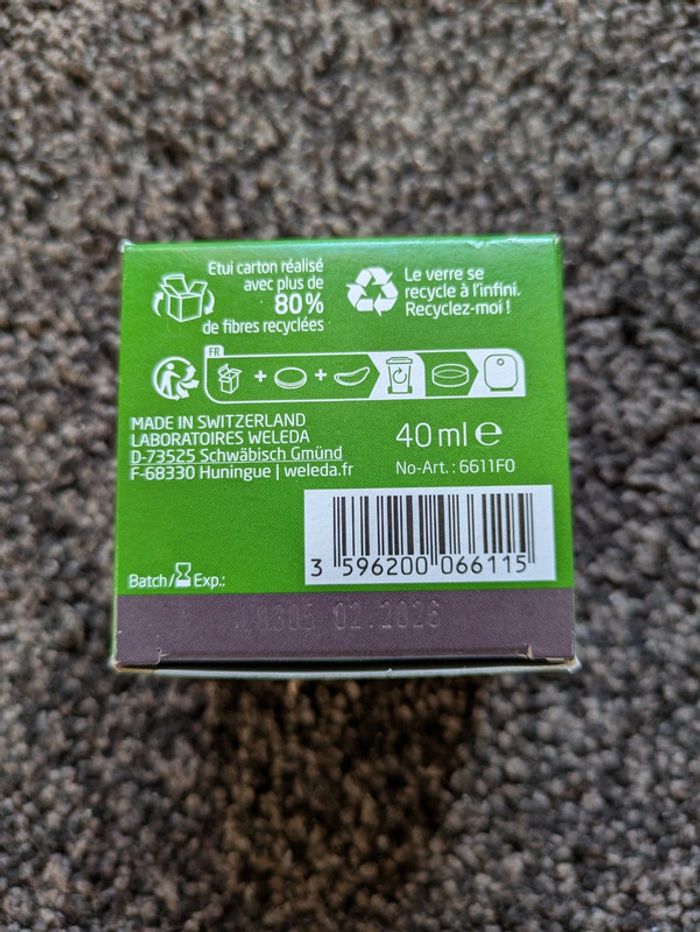 Etui carton réalisé
avec plus de
80%
de fibres recyclées
Le verre se
recycle à l'infini.
Recyclez-moi !
FR
+ +
MADE IN SWITZERLAND
LABORATOIRES WELEDA
D-73525 Schwäbisch Gmünd
F-68330 Huningue | weleda.fr
40 ml e
No-Art.: 6611F0
3 596200 066115
Batch/ Exp.:
02.2026